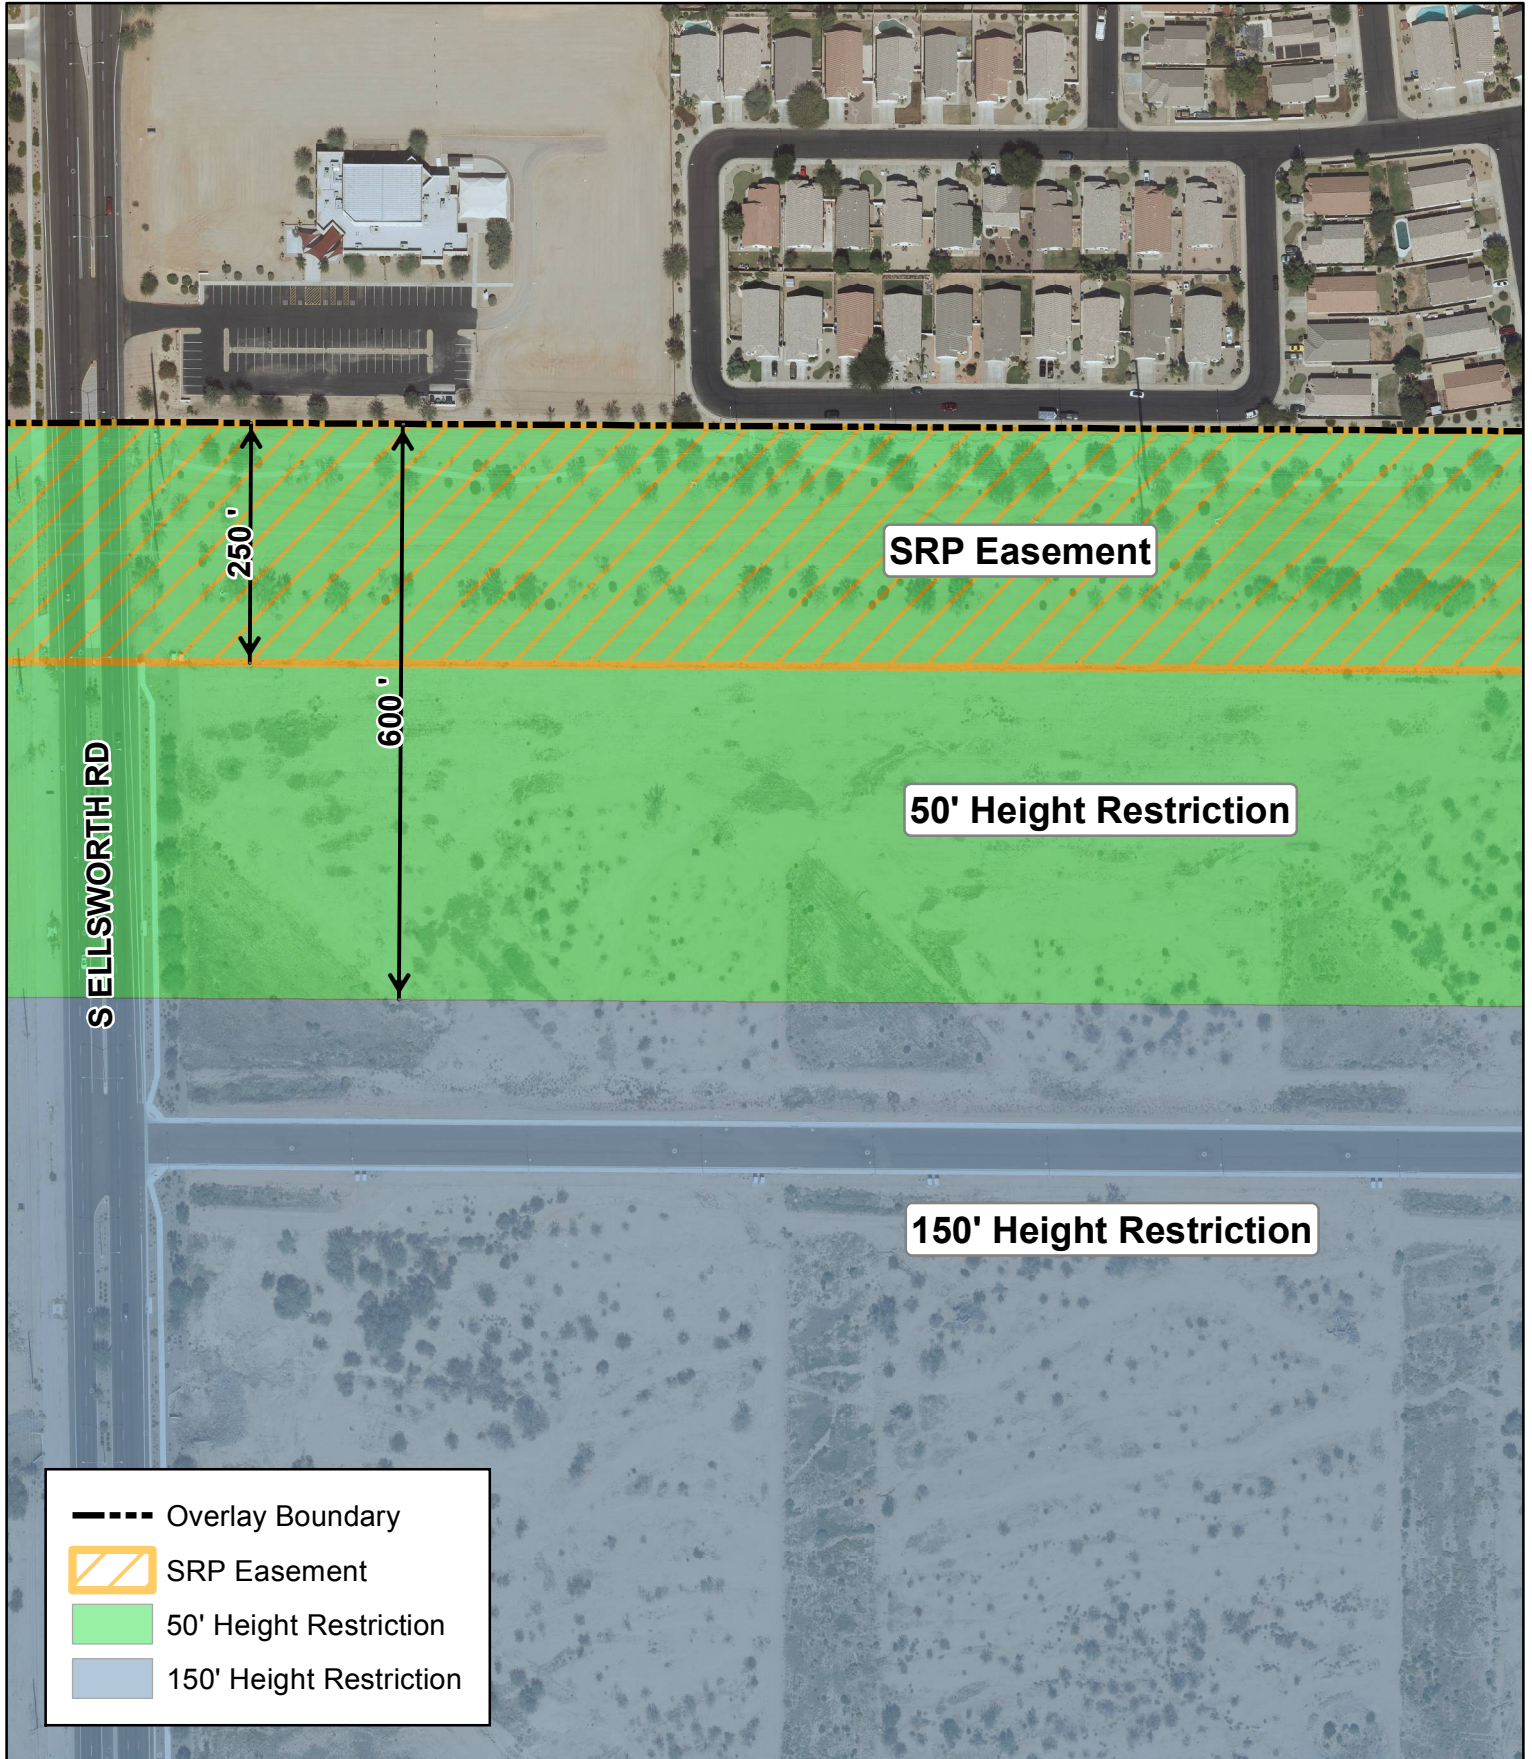 250 '
SRP Easement
600 '
S ELLSWORTH RD
50' Height Restriction
150' Height Restriction
Overlay Boundary
SRP Easement
50' Height Restriction
150' Height Restriction